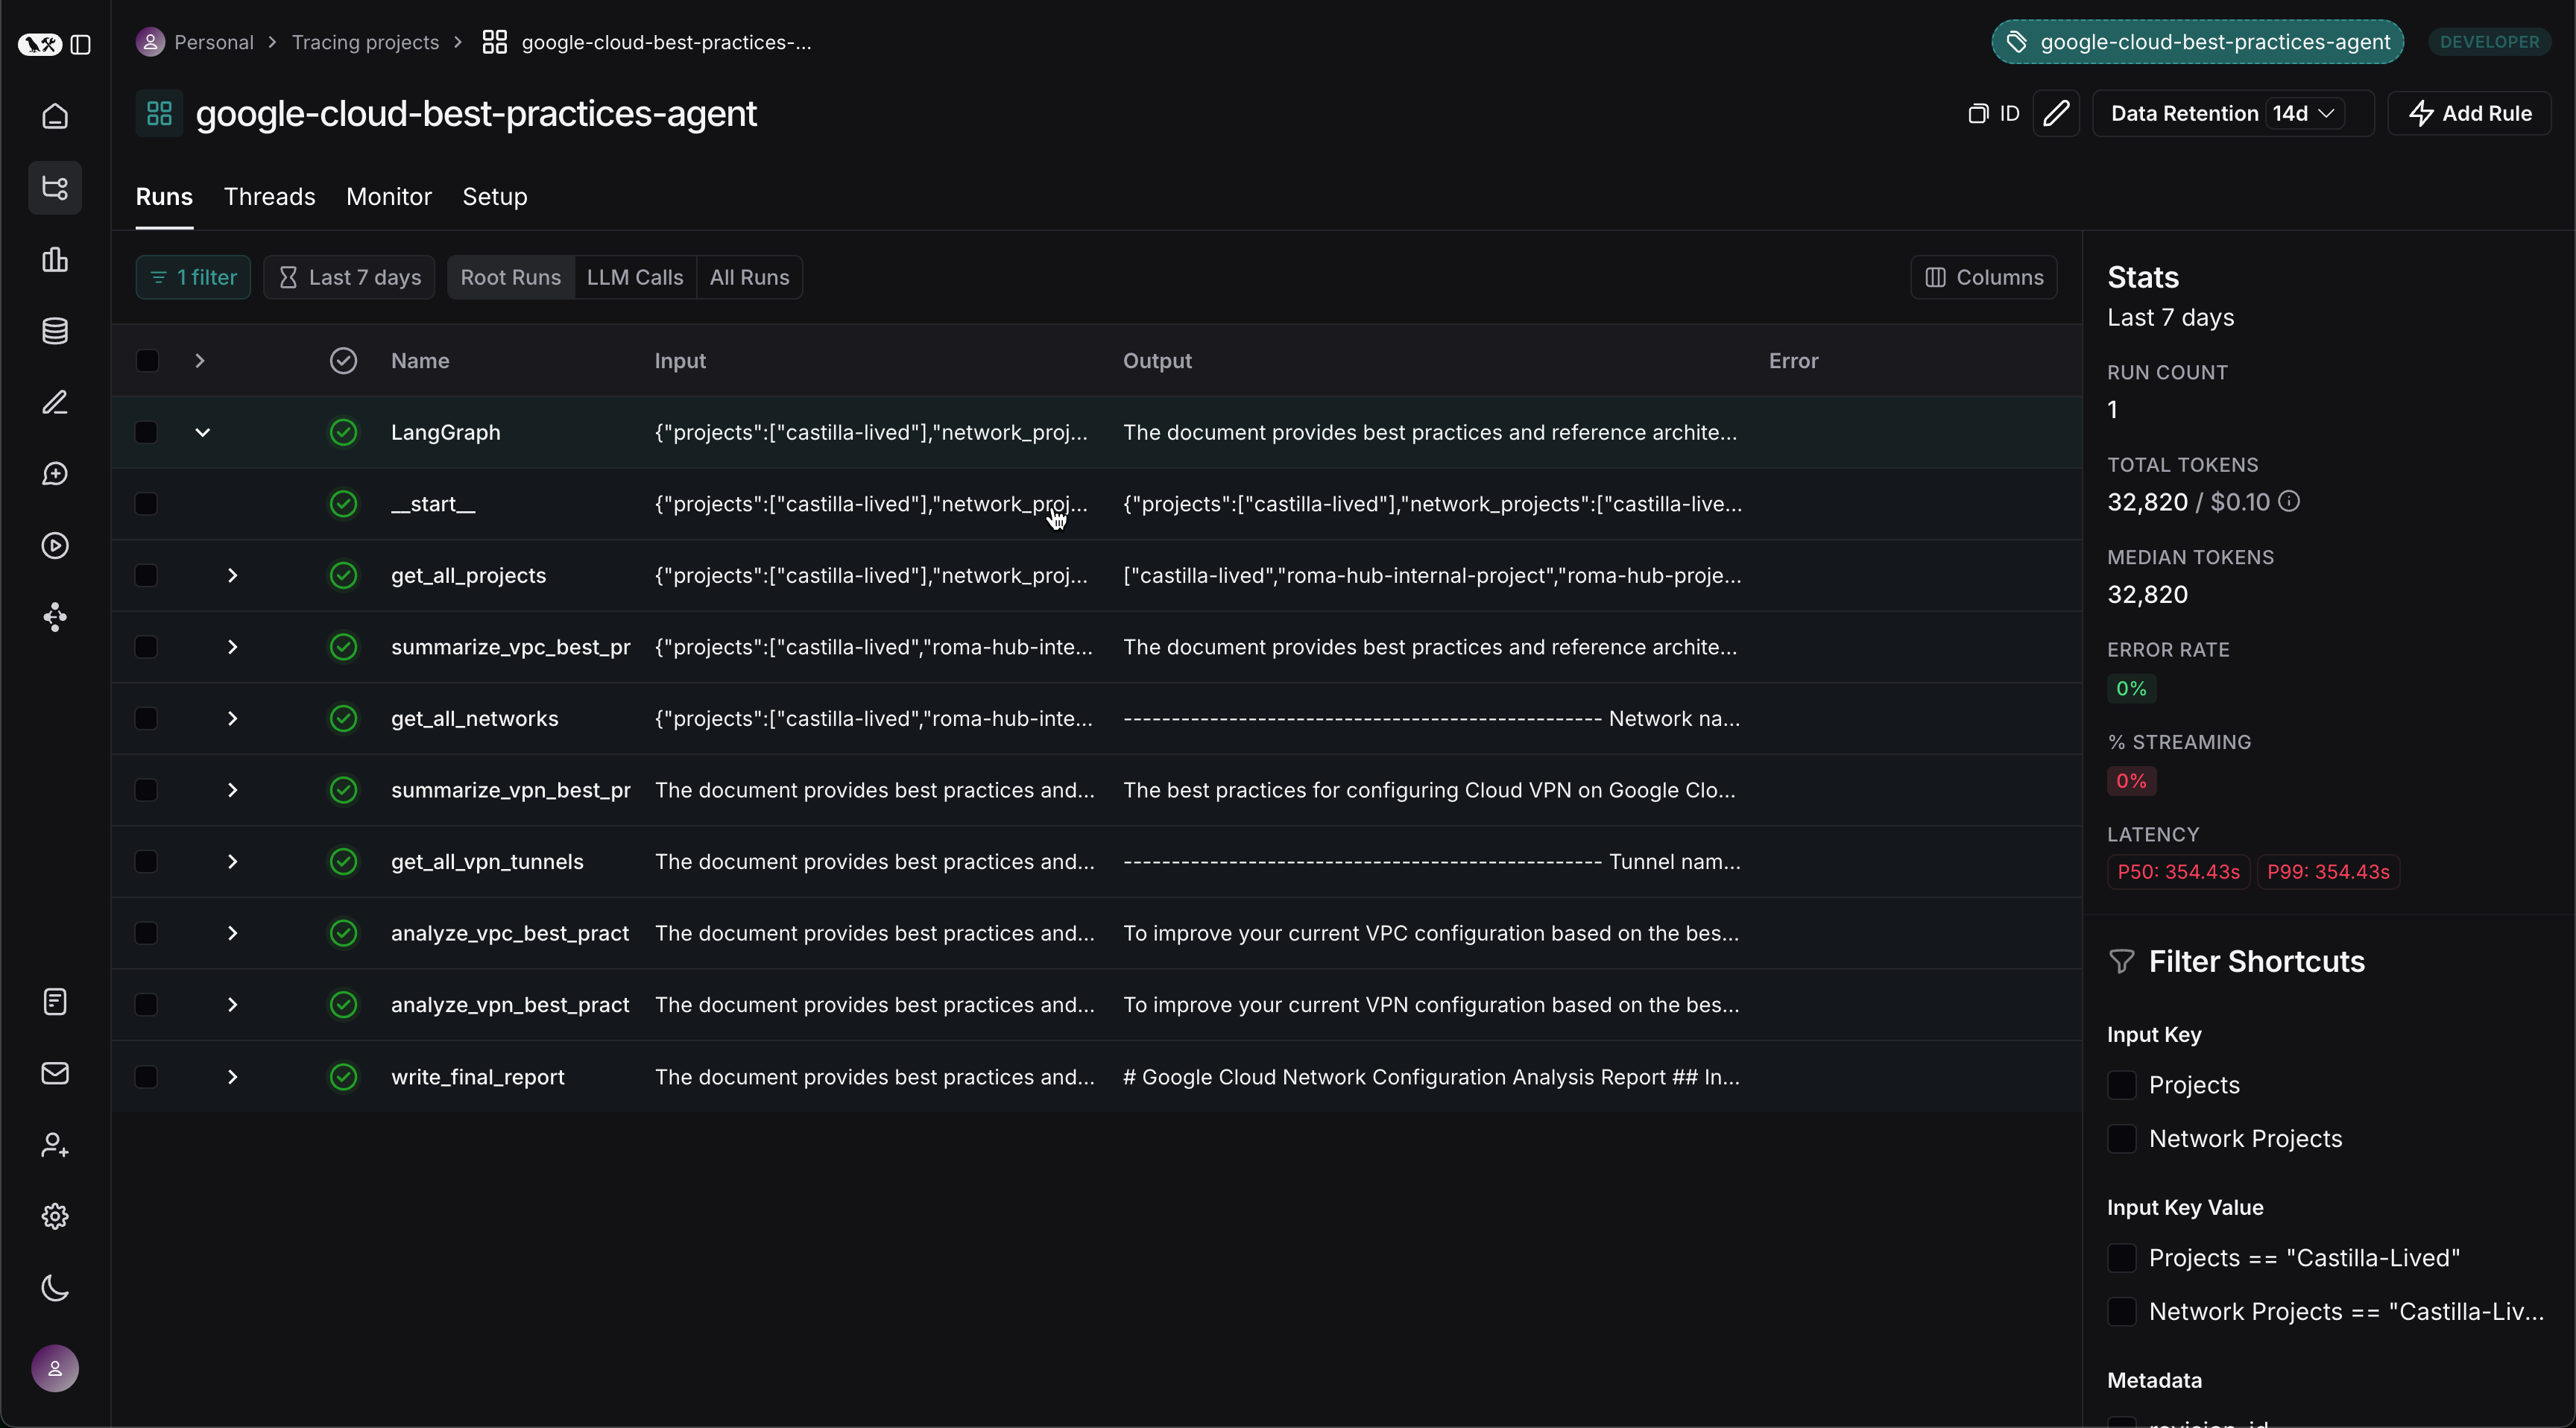 Personal > Tracing projects > google-cloud-best-practices-...
google-cloud-best-practices-agent
DEVELOPER
google-cloud-best-practices-agent
ID
Data Retention 14d
Add Rule
Runs Threads Monitor Setup
1 filter Last 7 days Root Runs LLM Calls All Runs Columns
Name Input Output Error
LangGraph {"projects":["castilla-lived"],"network_proj... The document provides best practices and reference archite...
__start__ {"projects":["castilla-lived"],"network_proj... {"projects":["castilla-lived"],"network_projects":["castilla-live...
get_all_projects {"projects":["castilla-lived"],"network_proj... ["castilla-lived","roma-hub-internal-project","roma-hub-proje...
summarize_vpc_best_pr {"projects":["castilla-lived","roma-hub-inte... The document provides best practices and reference archite...
get_all_networks {"projects":["castilla-lived","roma-hub-inte... -------------------------------------------------- Network na...
summarize_vpn_best_pr The document provides best practices and... The best practices for configuring Cloud VPN on Google Clo...
get_all_vpn_tunnels The document provides best practices and... -------------------------------------------------- Tunnel nam...
analyze_vpc_best_pract The document provides best practices and... To improve your current VPC configuration based on the bes...
analyze_vpn_best_pract The document provides best practices and... To improve your current VPN configuration based on the bes...
write_final_report The document provides best practices and... # Google Cloud Network Configuration Analysis Report ## In...
Stats
Last 7 days
RUN COUNT
1
TOTAL TOKENS
32,820 / $0.10
MEDIAN TOKENS
32,820
ERROR RATE
0%
% STREAMING
0%
LATENCY
P50: 354.43s P99: 354.43s
Filter Shortcuts
Input Key
Projects
Network Projects
Input Key Value
Projects == "Castilla-Lived"
Network Projects == "Castilla-Liv...
Metadata